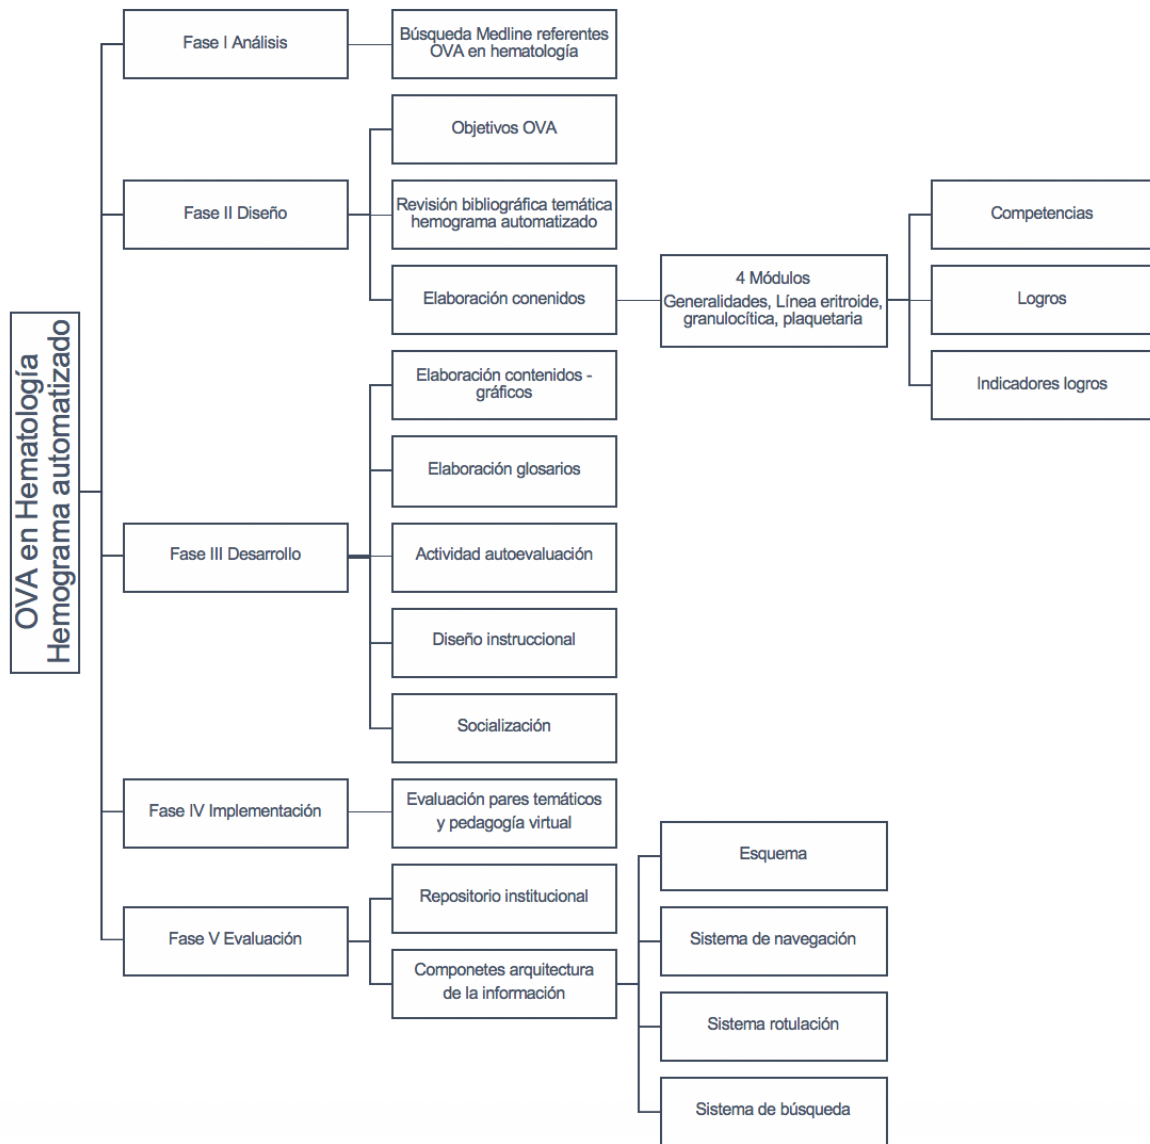 OVA en Hematología
Hemograma automatizado
Fase I Análisis
Búsqueda Medline referentes
OVA en hematología
Fase II Diseño
Objetivos OVA
Revisión bibliográfica temática
hemograma automatizado
Elaboración conenidos
4 Módulos
Generalidades, Línea eritroide,
granulocítica, plaquetaria
Competencias
Logros
Indicadores logros
Fase III Desarrollo
Elaboración contenidos -
gráficos
Elaboración glosarios
Actividad autoevaluación
Diseño instruccional
Socialización
Fase IV Implementación
Evaluación pares temáticos
y pedagogía virtual
Fase V Evaluación
Repositorio institucional
Componetes arquitectura
de la información
Esquema
Sistema de navegación
Sistema rotulación
Sistema de búsqueda